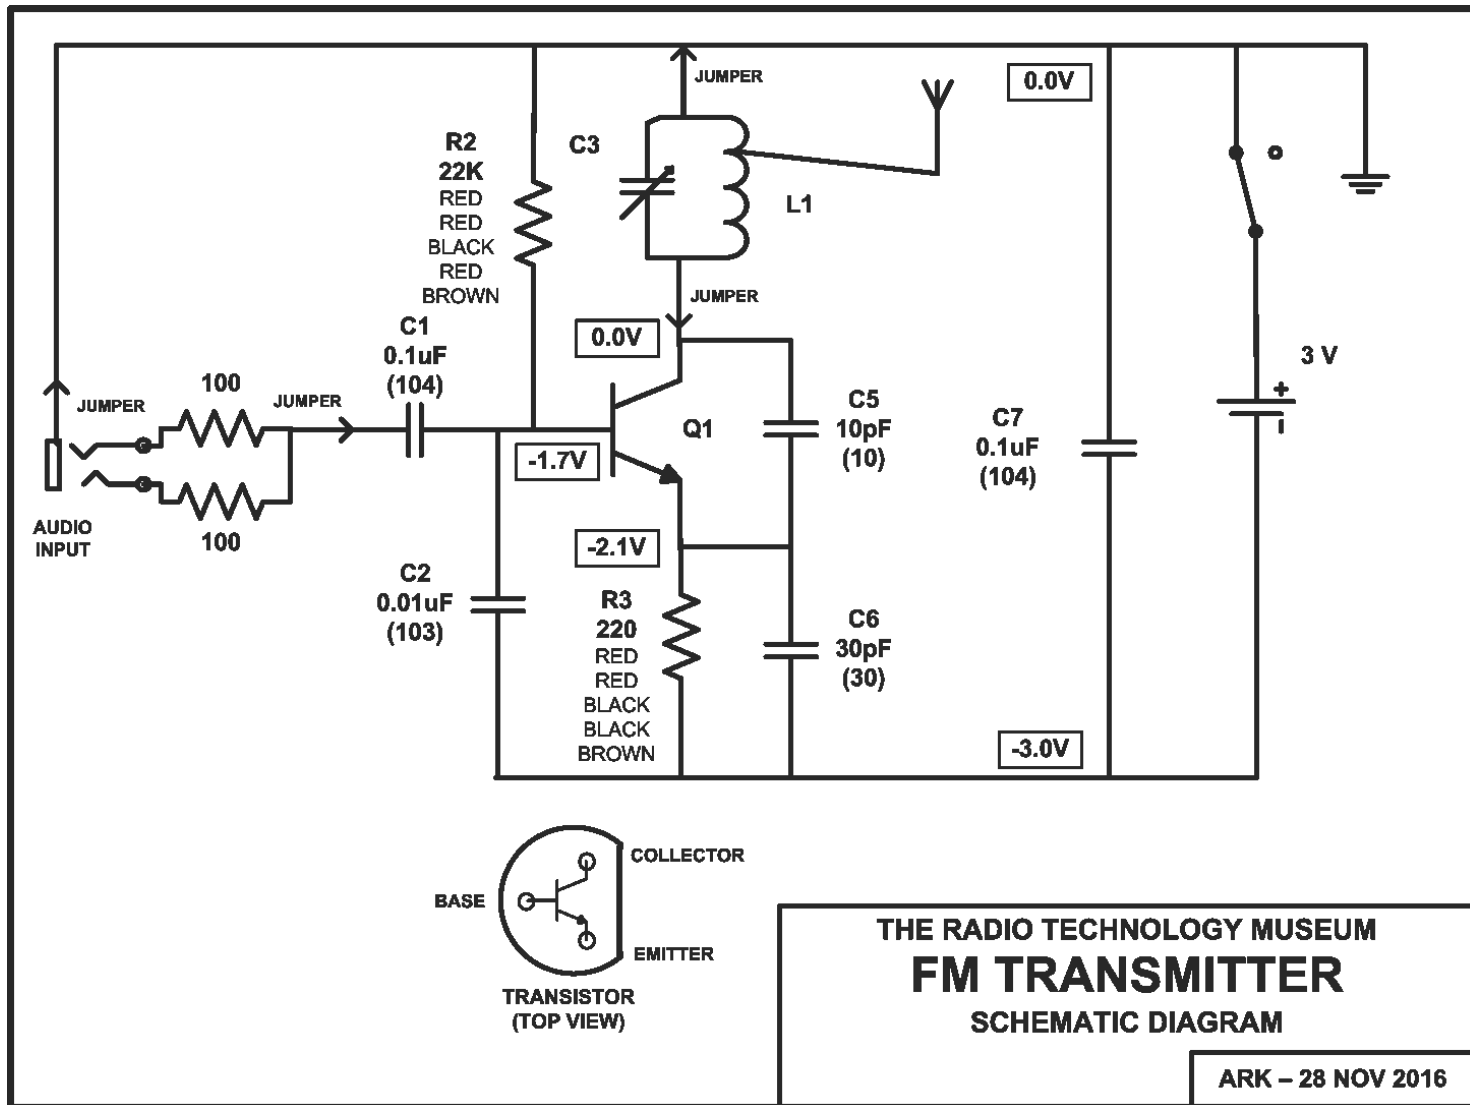 JUMPER
0.0V
R2
22K
RED
RED
BLACK
RED
BROWN
C3
L1
JUMPER
C1
0.1uF
(104)
0.0V
3 V
+
-
100
JUMPER
JUMPER
AUDIO
INPUT
100
-1.7V
Q1
C5
10pF
(10)
C7
0.1uF
(104)
-2.1V
C2
0.01uF
(103)
R3
220
RED
RED
BLACK
BLACK
BROWN
C6
30pF
(30)
-3.0V
COLLECTOR
BASE
EMITTER
TRANSISTOR
(TOP VIEW)
THE RADIO TECHNOLOGY MUSEUM
FM TRANSMITTER
SCHEMATIC DIAGRAM
ARK – 28 NOV 2016